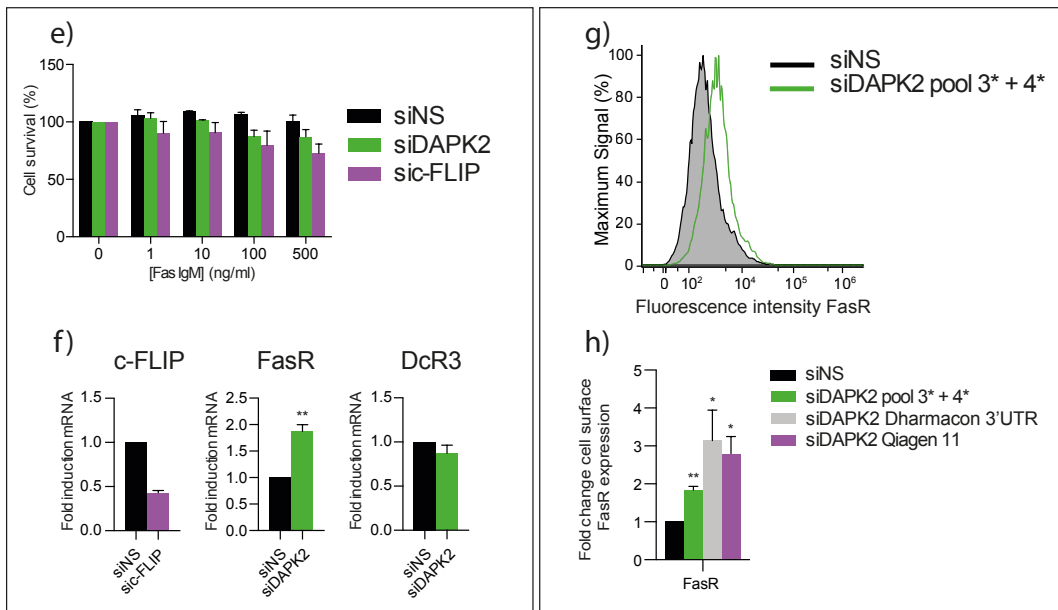 e)
Cell survival (%)
150
100
50
0
0 1 10 100 500
[Fas IgM] (ng/ml)
siNS
siDAPK2
sic-FLIP
f)
c-FLIP
Fold induction mRNA
1.5
1.0
0.5
0.0
siNS
sic-FLIP
FasR
Fold induction mRNA
2.5
2.0
1.5
1.0
0.5
0.0
**
siNS
siDAPK2
DcR3
Fold induction mRNA
1.5
1.0
0.5
0.0
siNS
siDAPK2
g)
Maximum Signal (%)
100
80
60
40
20
0
0 10² 10⁴ 10⁵ 10⁶
Fluorescence intensity FasR
siNS
siDAPK2 pool 3* + 4*
h)
Fold change cell surface
FasR expression
5
4
3
2
1
0
**
*
*
FasR
siNS
siDAPK2 pool 3* + 4*
siDAPK2 Dharmacon 3'UTR
siDAPK2 Qiagen 11